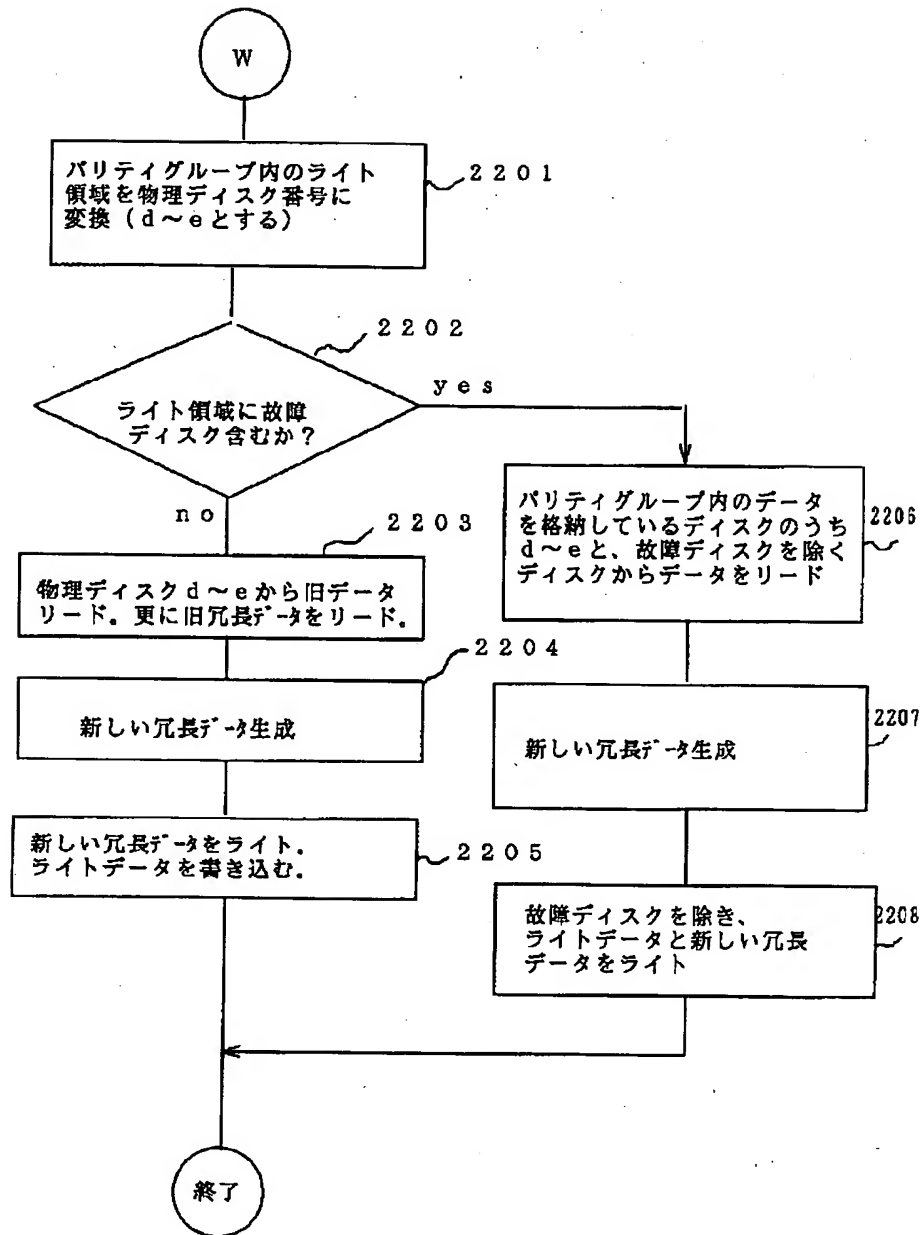 W
パリティグループ内のライト
領域を物理ディスク番号に
変換（d～eとする）
2201
2202
ライト領域に故障
ディスク含むか？
yes
no
2203
物理ディスクd～eから旧データ
リード。更に旧冗長ﾃﾞｰﾀをリード。
2204
新しい冗長ﾃﾞｰﾀ生成
新しい冗長ﾃﾞｰﾀをライト。
ライトデータを書き込む。
2205
パリティグループ内のデータ
を格納しているディスクのうち
d～eと、故障ディスクを除く
ディスクからデータをリード
2206
新しい冗長ﾃﾞｰﾀ生成
2207
故障ディスクを除き、
ライトデータと新しい冗長
データをライト
2208
終了